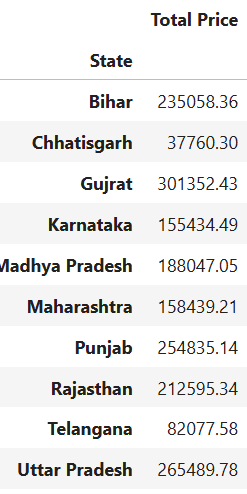 Total Price
State
Bihar 235058.36
Chhatisgarh 37760.30
Gujrat 301352.43
Karnataka 155434.49
Madhya Pradesh 188047.05
Maharashtra 158439.21
Punjab 254835.14
Rajasthan 212595.34
Telangana 82077.58
Uttar Pradesh 265489.78